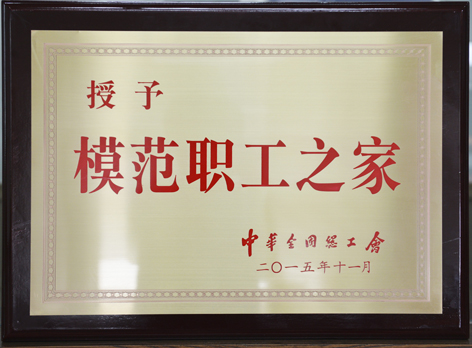 授予
模范职工之家
中华全国总工會
二〇一五年十一月